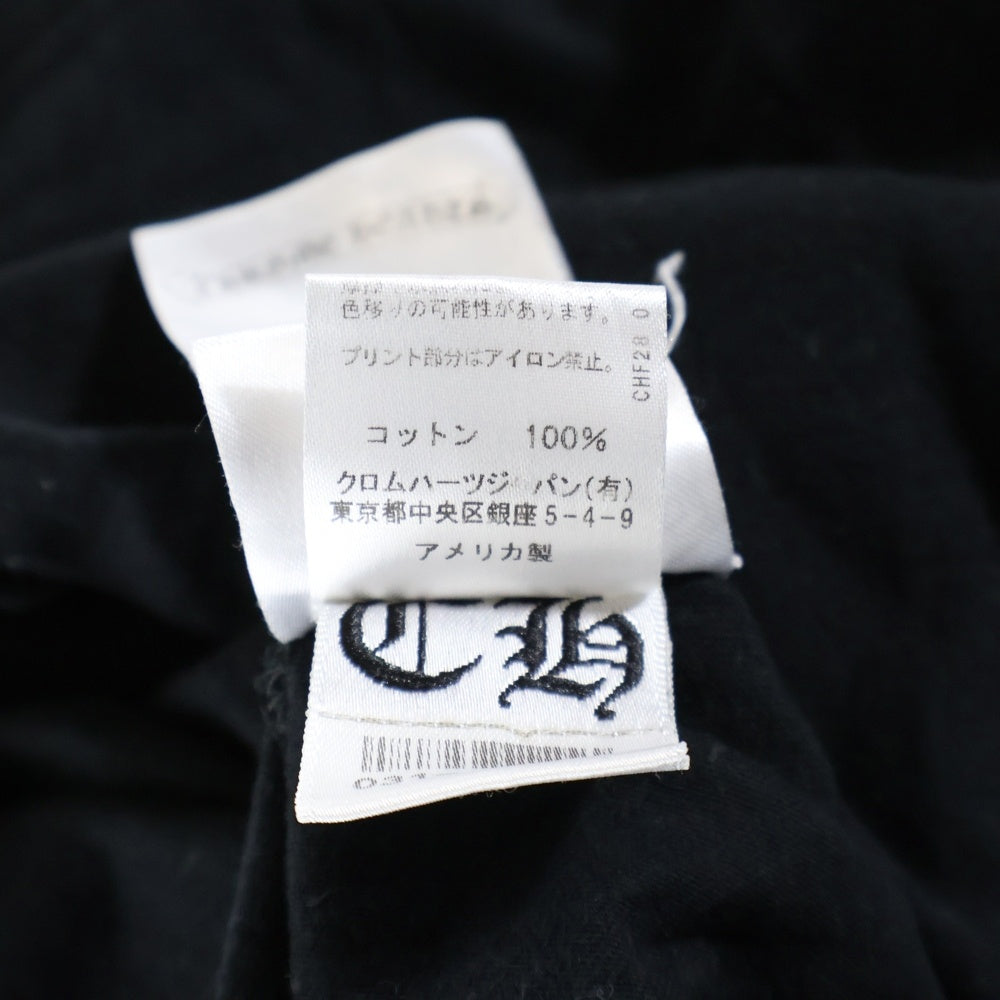 色移りの可能性があります。
プリント部分はアイロン禁止。
CHF28 0
コットン 100%
クロムハーツジ パン(有)
東京都中央区銀座5-4-9
アメリカ製
CH